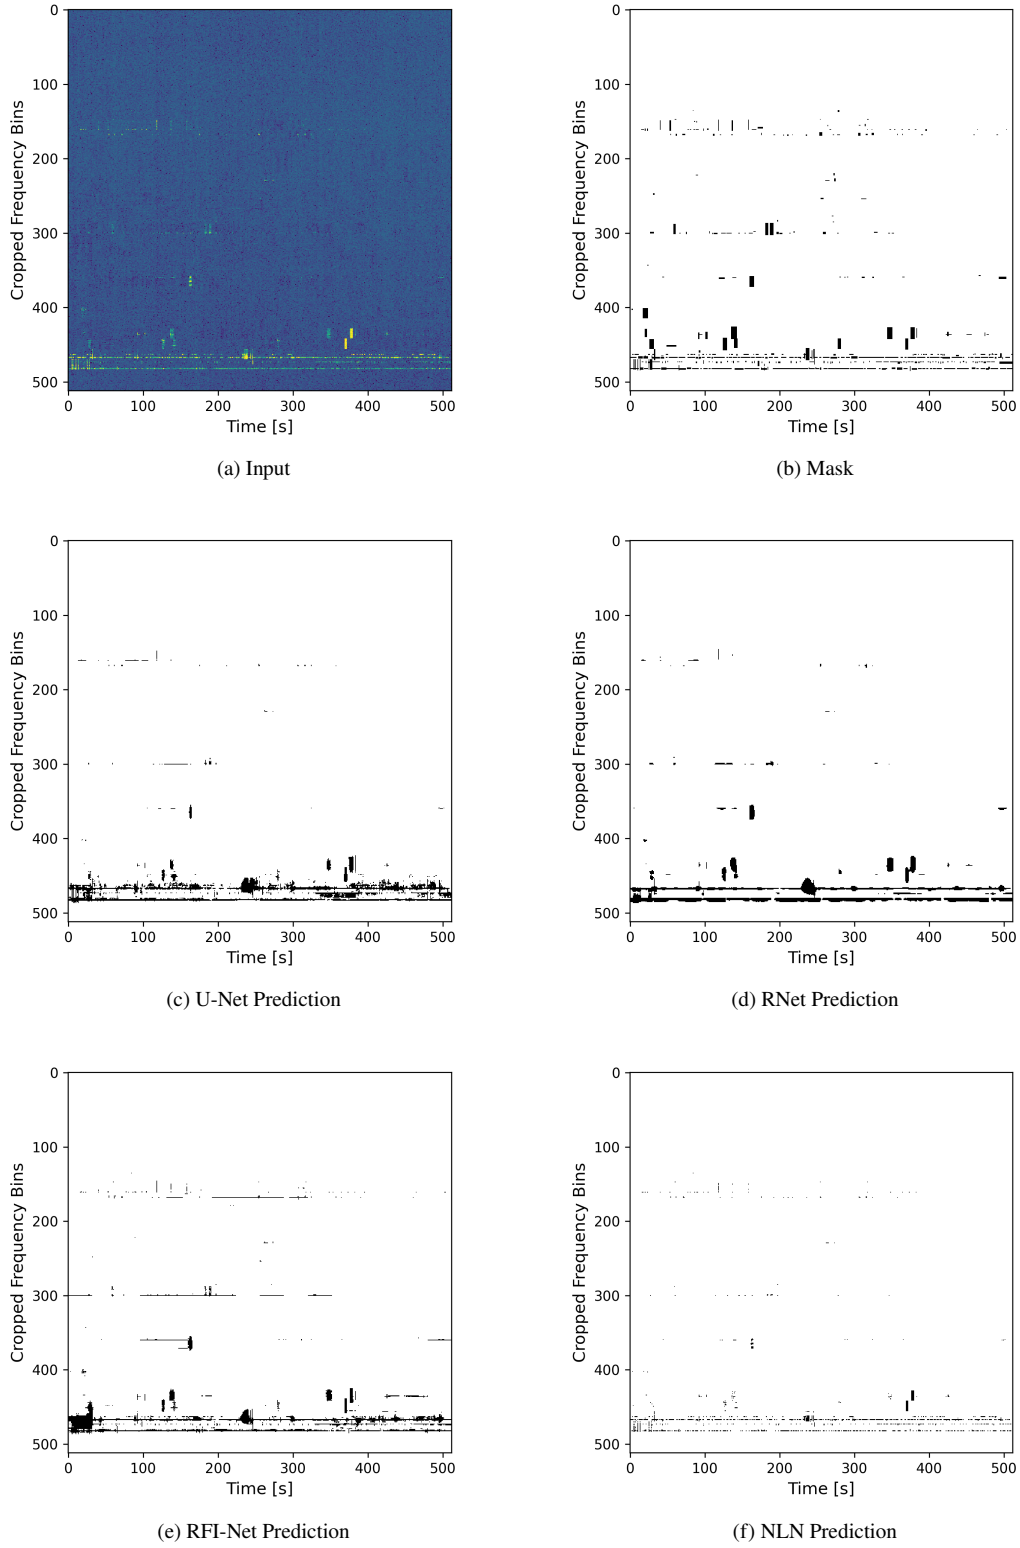 0
100
200
300
400
500
Cropped Frequency Bins
0 100 200 300 400 500
Time [s]
(a) Input
0
100
200
300
400
500
Cropped Frequency Bins
0 100 200 300 400 500
Time [s]
(b) Mask
0
100
200
300
400
500
Cropped Frequency Bins
0 100 200 300 400 500
Time [s]
(c) U-Net Prediction
0
100
200
300
400
500
Cropped Frequency Bins
0 100 200 300 400 500
Time [s]
(d) RNet Prediction
0
100
200
300
400
500
Cropped Frequency Bins
0 100 200 300 400 500
Time [s]
(e) RFI-Net Prediction
0
100
200
300
400
500
Cropped Frequency Bins
0 100 200 300 400 500
Time [s]
(f) NLN Prediction